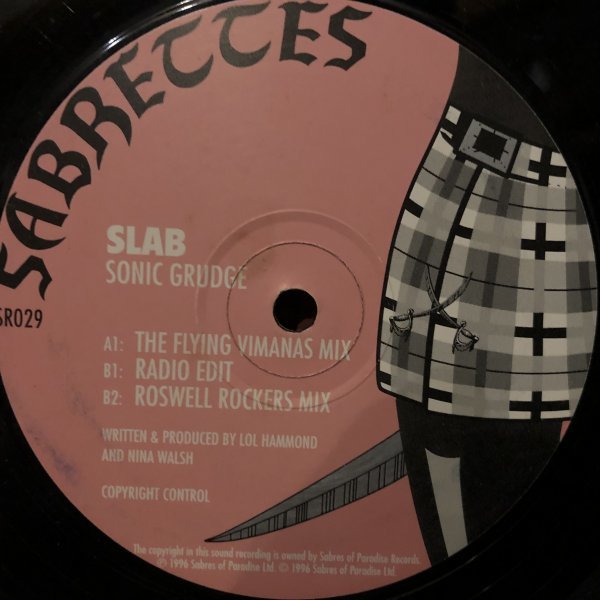 SABRETTES
SLAB
SONIC GRUDGE
SR029
A1: THE FLYING VIMANAS MIX
B1: RADIO EDIT
B2: ROSWELL ROCKERS MIX
WRITTEN & PRODUCED BY LOL HAMMOND
AND NINA WALSH
COPYRIGHT CONTROL
The copyright in this sound recording is owned by Sabres of Paradise Records.
℗ 1996 Sabres of Paradise Ltd. © 1996 Sabres of Paradise Ltd.